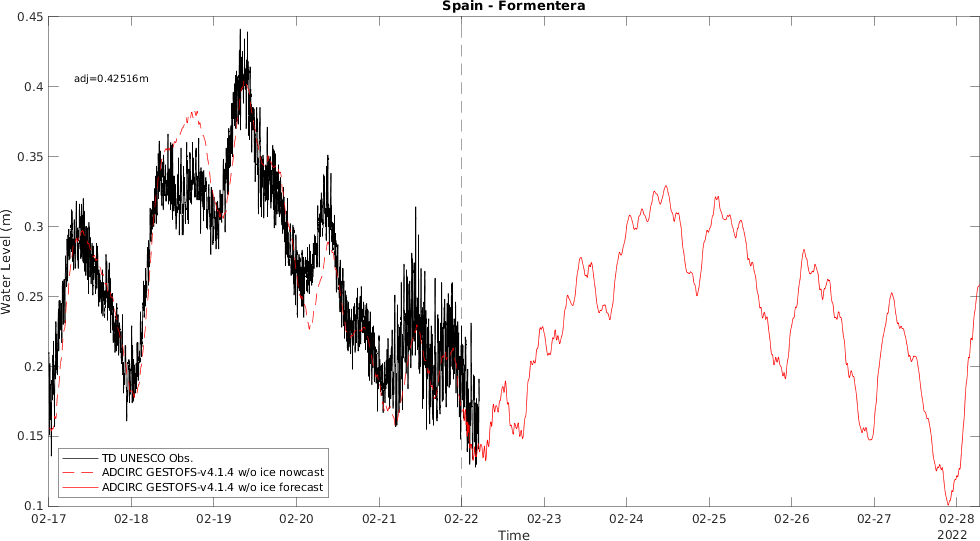 Spain - Formentera
0.45
0.4
0.35
0.3
0.25
0.2
0.15
0.1
Water Level (m)
adj=0.42516m
TD UNESCO Obs.
ADCIRC GESTOFS-v4.1.4 w/o ice nowcast
ADCIRC GESTOFS-v4.1.4 w/o ice forecast
02-17 02-18 02-19 02-20 02-21 02-22 02-23 02-24 02-25 02-26 02-27 02-28
2022
Time